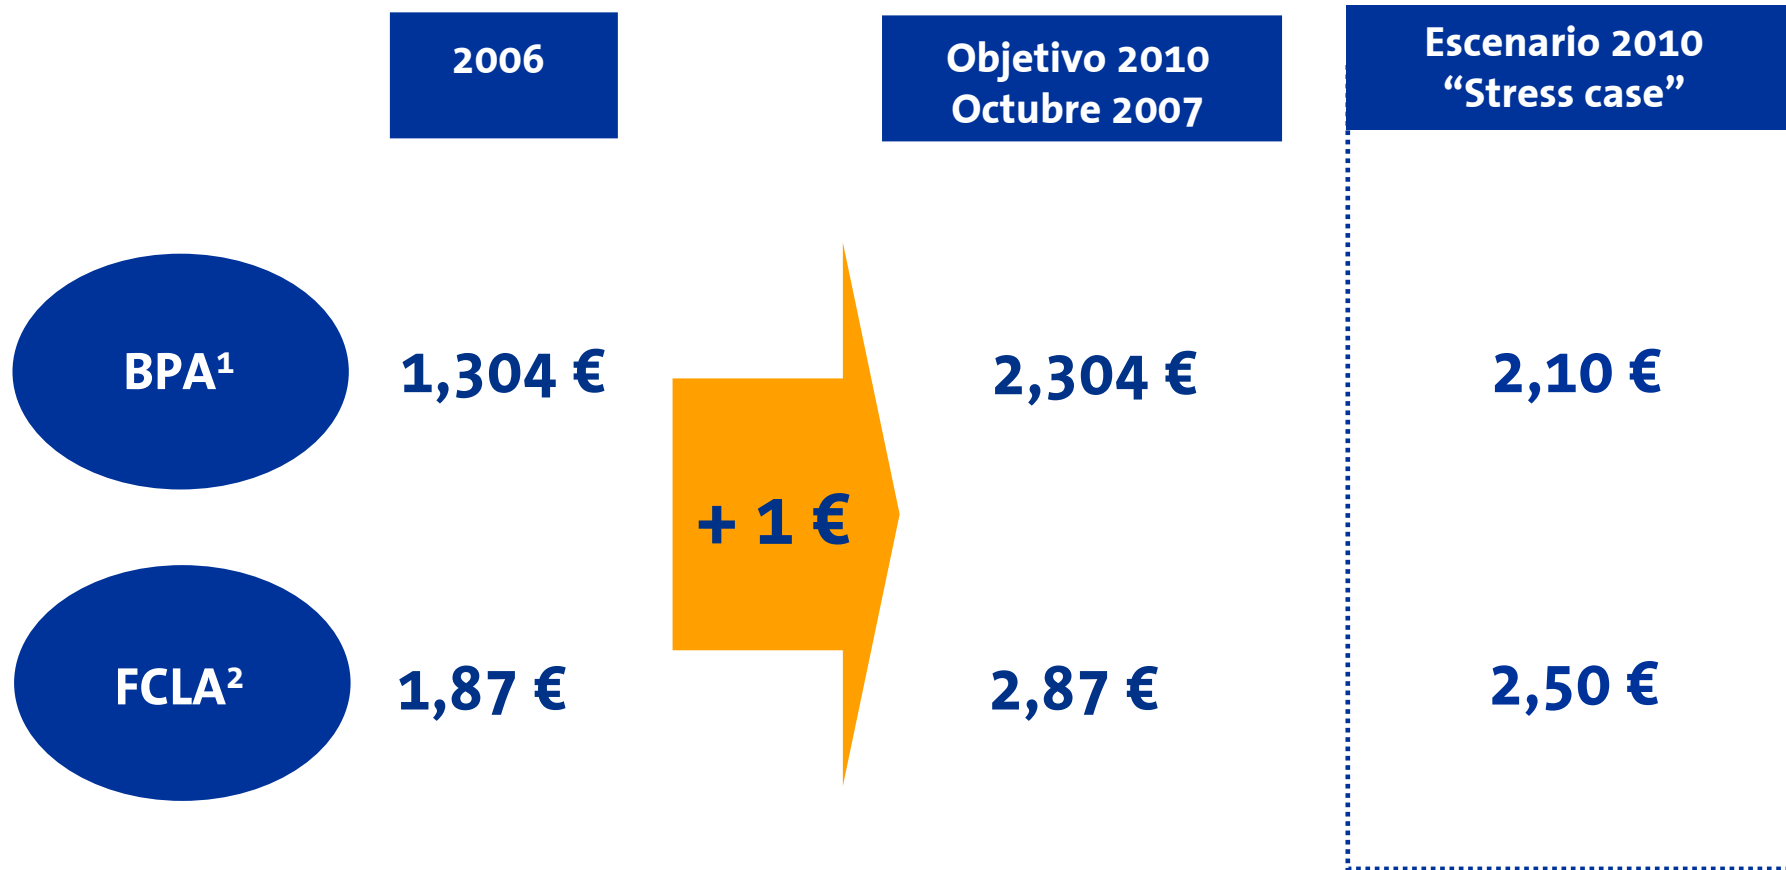 2006
Objetivo 2010
Octubre 2007
Escenario 2010
“Stress case”
BPA¹ 1,304 € 2,304 € 2,10 €
+ 1 €
FCLA² 1,87 € 2,87 € 2,50 €